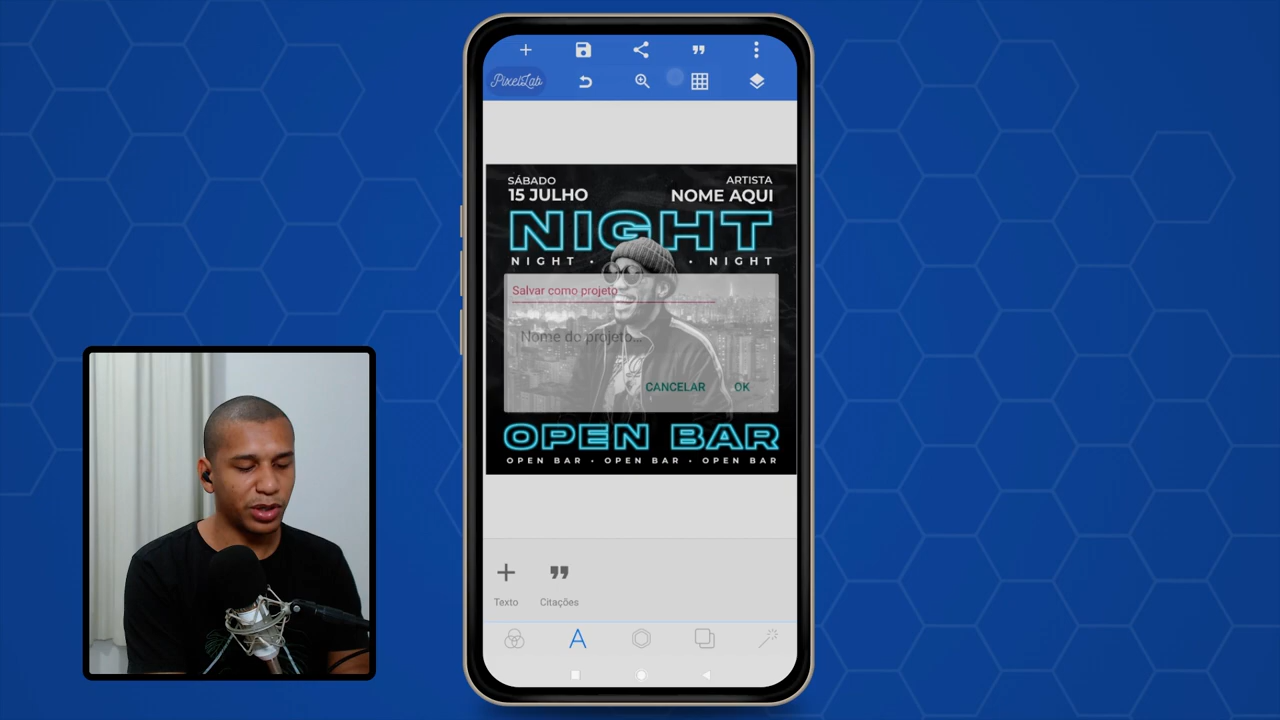 PixelLab
SÁBADO
15 JULHO
ARTISTA
NOME AQUI
NIGHT
NIGHT •
• NIGHT
Salvar como projeto
Nome do projeto...
CANCELAR OK
OPEN BAR
OPEN BAR • OPEN BAR • OPEN BAR
Texto
Citações